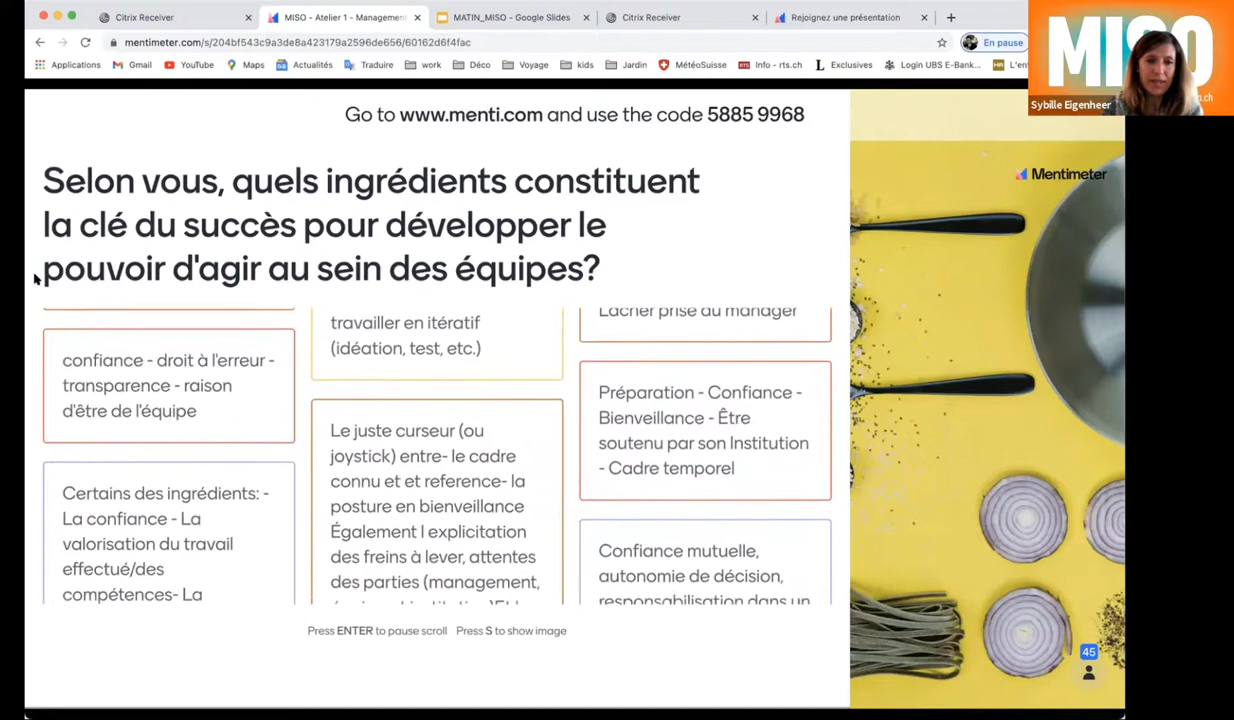 Citrix Receiver
MISO - Atelier 1 - Management
MATIN_MISO - Google Slides
Citrix Receiver
Rejoignez une présentation
mentimeter.com/s/204bf543c9a3de8a423179a2596de656/60162d6f4fac
En pause
Applications
Gmail
YouTube
Maps
Actualités
Traduire
work
Déco
Voyage
kids
Jardin
MétéoSuisse
Info - rts.ch
Exclusives
Login UBS E-Bank...
MISO
Sybille Eigenheer
Go to www.menti.com and use the code 5885 9968
Mentimeter
Selon vous, quels ingrédients constituent
la clé du succès pour développer le
pouvoir d'agir au sein des équipes?
confiance - droit à l'erreur -
transparence - raison
d'être de l'équipe
Certains des ingrédients: -
La confiance - La
valorisation du travail
effectué/des
compétences- La
travailler en itératif
(idéation, test, etc.)
Le juste curseur (ou
joystick) entre- le cadre
connu et et reference- la
posture en bienveillance
Également l explicitation
des freins à lever, attentes
des parties (management,
Lacher prise du manager
Préparation - Confiance -
Bienveillance - Être
soutenu par son Institution
- Cadre temporel
Confiance mutuelle,
autonomie de décision,
responsabilisation dans un
Press ENTER to pause scroll Press S to show image
45